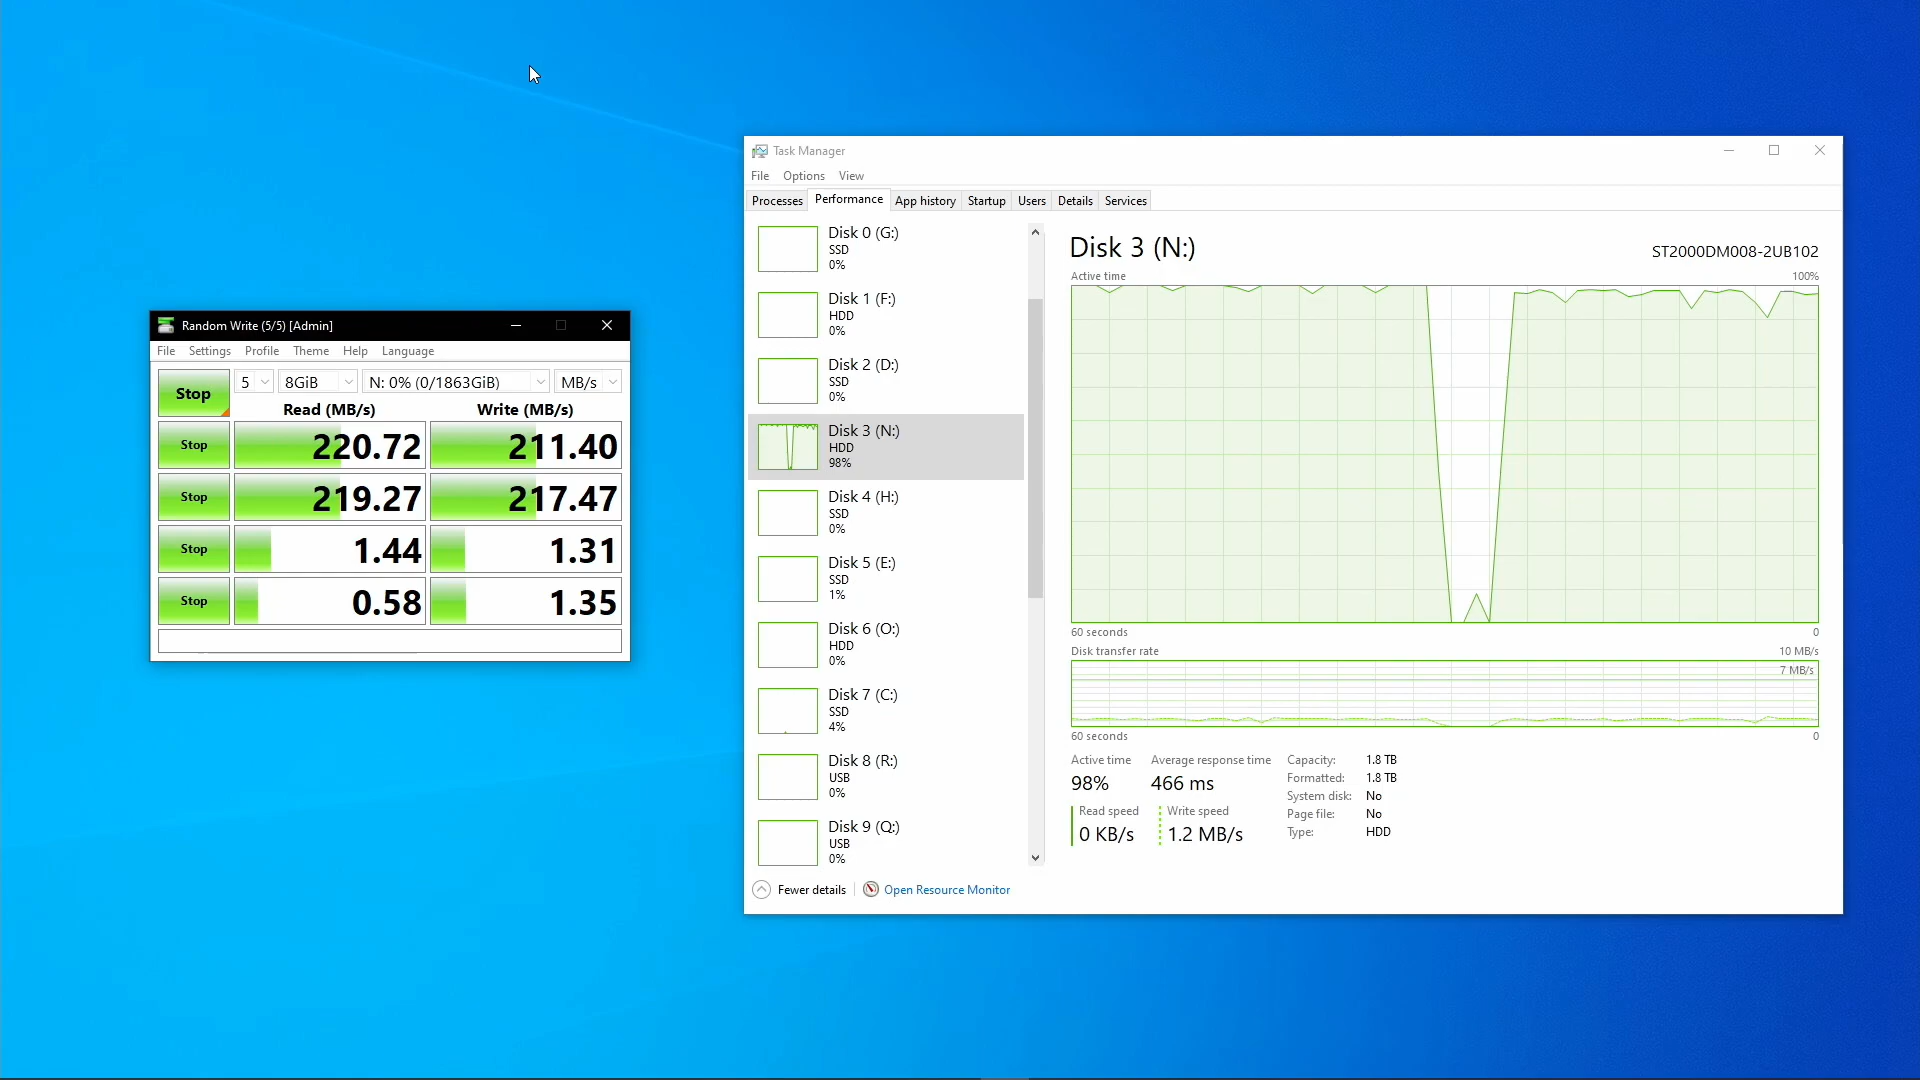 Random Write (5/5) [Admin]
File Settings Profile Theme Help Language
Stop 5 8GiB N: 0% (0/1863GiB) MB/s
Read (MB/s) Write (MB/s)
Stop 220.72 211.40
Stop 219.27 217.47
Stop 1.44 1.31
Stop 0.58 1.35
Task Manager
File Options View
Processes Performance App history Startup Users Details Services
Disk 0 (G:)
SSD
0%
Disk 1 (F:)
HDD
0%
Disk 2 (D:)
SSD
0%
Disk 3 (N:)
HDD
98%
Disk 4 (H:)
SSD
0%
Disk 5 (E:)
SSD
1%
Disk 6 (O:)
HDD
0%
Disk 7 (C:)
SSD
4%
Disk 8 (R:)
USB
0%
Disk 9 (Q:)
USB
0%
Disk 3 (N:) ST2000DM008-2UB102
Active time 100%
60 seconds 0
Disk transfer rate 10 MB/s
7 MB/s
60 seconds 0
Active time Average response time
98% 466 ms
Read speed Write speed
0 KB/s 1.2 MB/s
Capacity: 1.8 TB
Formatted: 1.8 TB
System disk: No
Page file: No
Type: HDD
Fewer details Open Resource Monitor